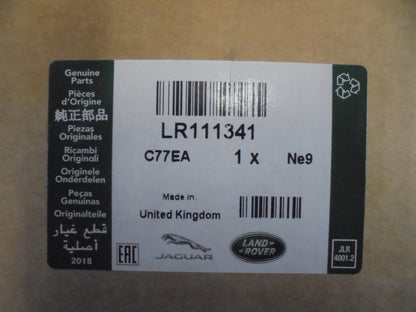 Genuine
Parts
Pièces
d'Origine
純正部品
Piezas
Originales
Ricambi
Originali
Originele
Onderdelen
Peças
Genuinas
Originalteile
قطع غيار
أصلية
2018
LR111341
C77EA 1 x Ne9
Made in
United Kingdom
EAC
JAGUAR
LAND-
-ROVER
JLR
4001.2